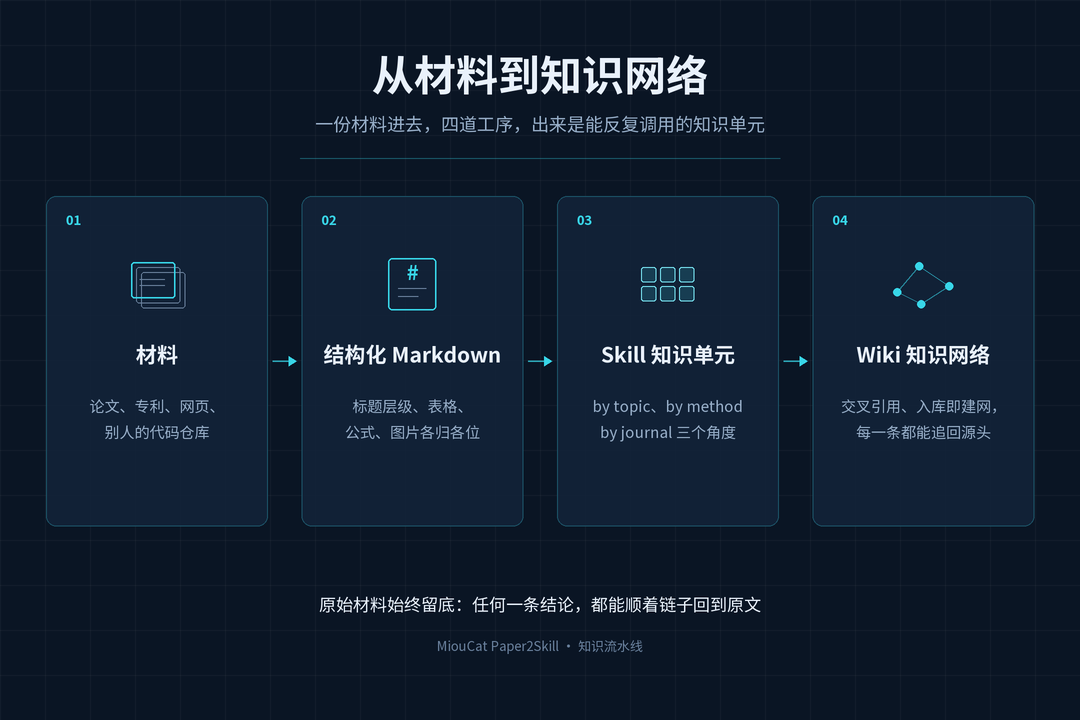 从材料到知识网络
一份材料进去，四道工序，出来是能反复调用的知识单元
01
材料
论文、专利、网页、
别人的代码仓库
02
#
结构化 Markdown
标题层级、表格、
公式、图片各归各位
03
Skill 知识单元
by topic、by method
by journal 三个角度
04
Wiki 知识网络
交叉引用、入库即建网，
每一条都能追回源头
原始材料始终留底：任何一条结论，都能顺着链子回到原文
MiouCat Paper2Skill · 知识流水线